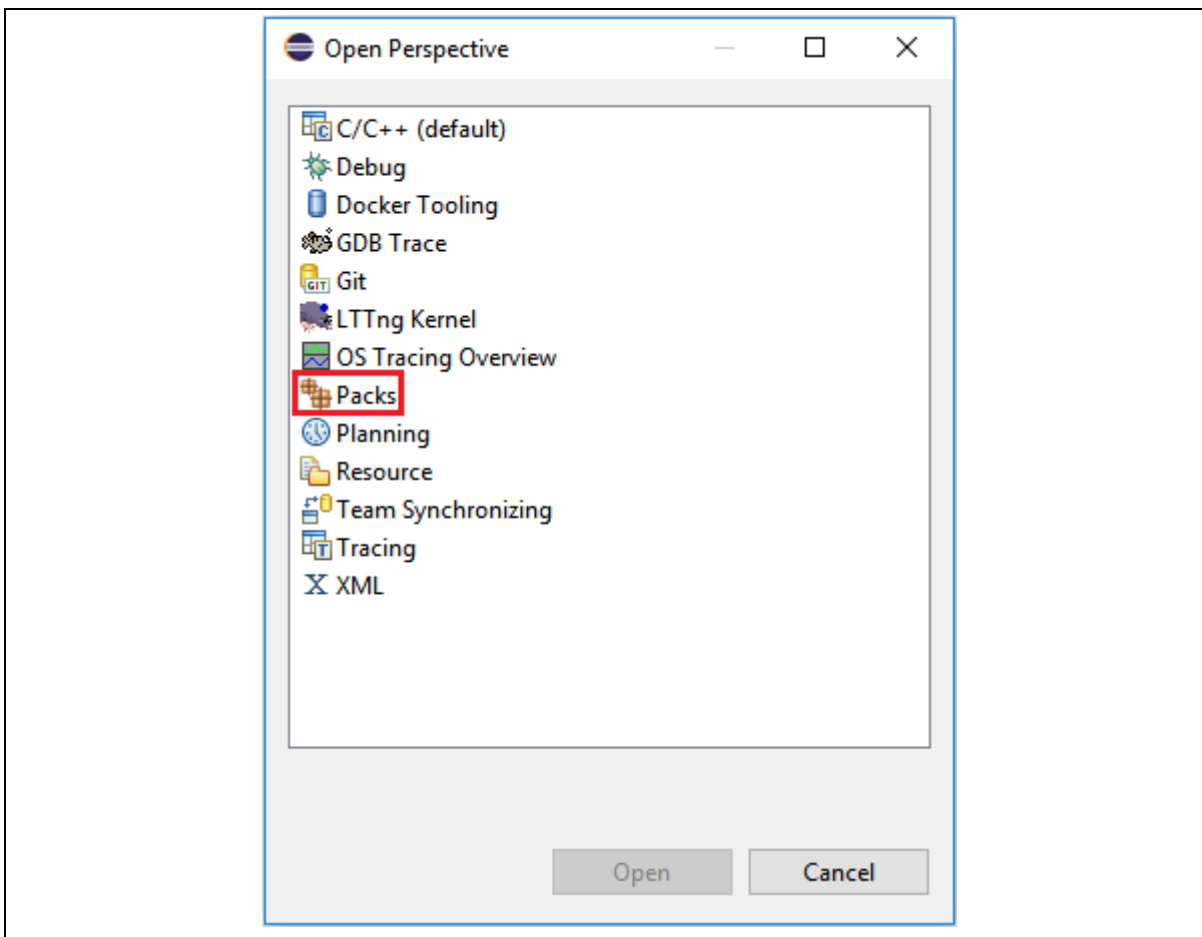 Open Perspective
C/C++ (default)
Debug
Docker Tooling
GDB Trace
GIT Git
LTTng Kernel
OS Tracing Overview
Packs
Planning
Resource
Team Synchronizing
Tracing
X XML
Open Cancel